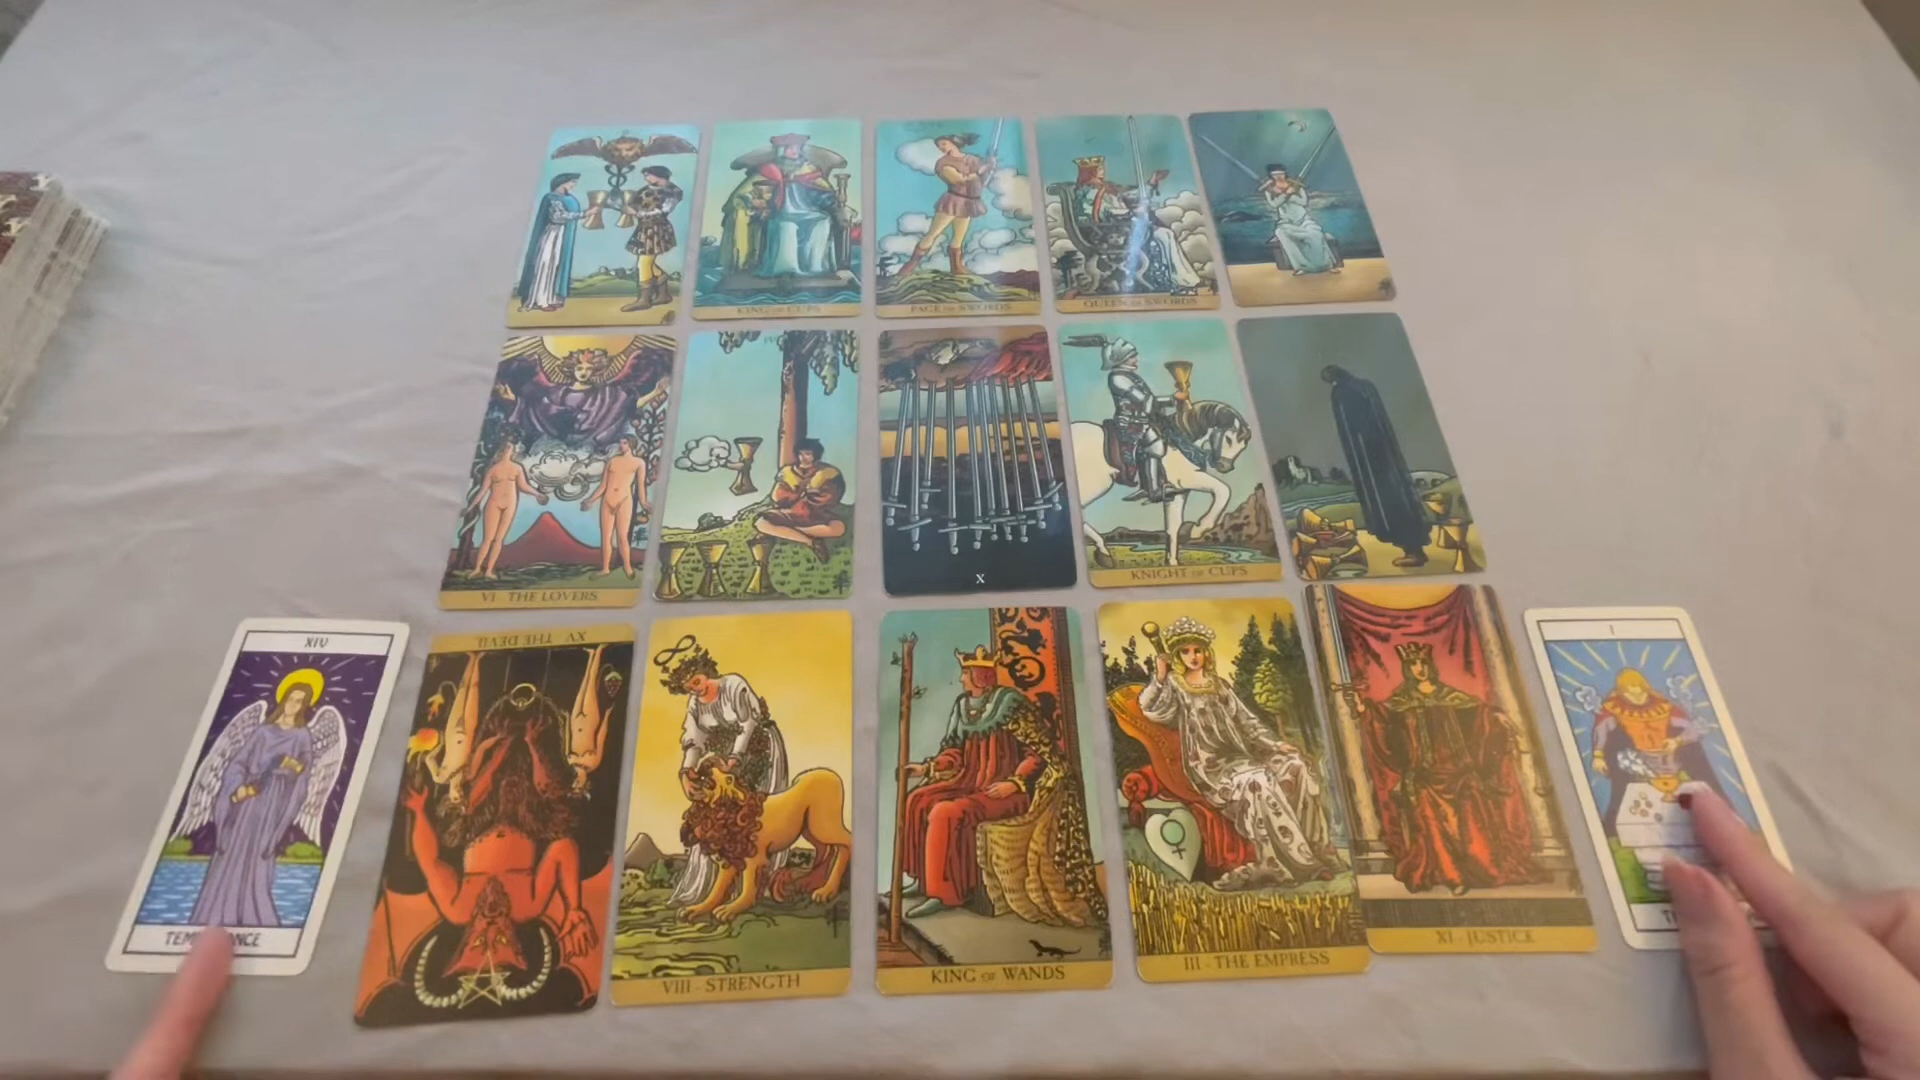 KING OF CUPS
PAGE OF SWORDS
QUEEN OF SWORDS
VI THE LOVERS
X
KNIGHT OF CUPS
XIV
XV THE DEVIL
I
VIII - STRENGTH
KING OF WANDS
III - THE EMPRESS
XI - JUSTICE